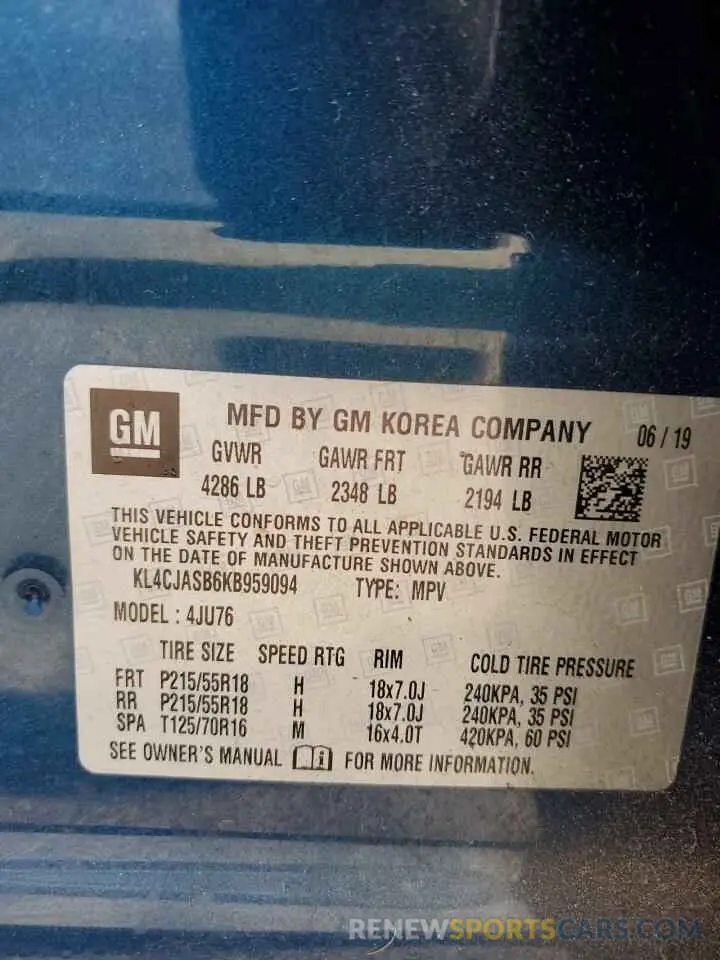 GM
MFD BY GM KOREA COMPANY 06 / 19
GVWR GAWR FRT GAWR RR
4286 LB 2348 LB 2194 LB
THIS VEHICLE CONFORMS TO ALL APPLICABLE U.S. FEDERAL MOTOR
VEHICLE SAFETY AND THEFT PREVENTION STANDARDS IN EFFECT
ON THE DATE OF MANUFACTURE SHOWN ABOVE.
KL4CJASB6KB959094 TYPE: MPV
MODEL : 4JU76
TIRE SIZE SPEED RTG RIM COLD TIRE PRESSURE
FRT P215/55R18 H 18x7.0J 240KPA, 35 PSI
RR P215/55R18 H 18x7.0J 240KPA, 35 PSI
SPA T125/70R16 M 16x4.0T 420KPA, 60 PSI
SEE OWNER'S MANUAL i FOR MORE INFORMATION.
RENEWSPORTSCARS.COM